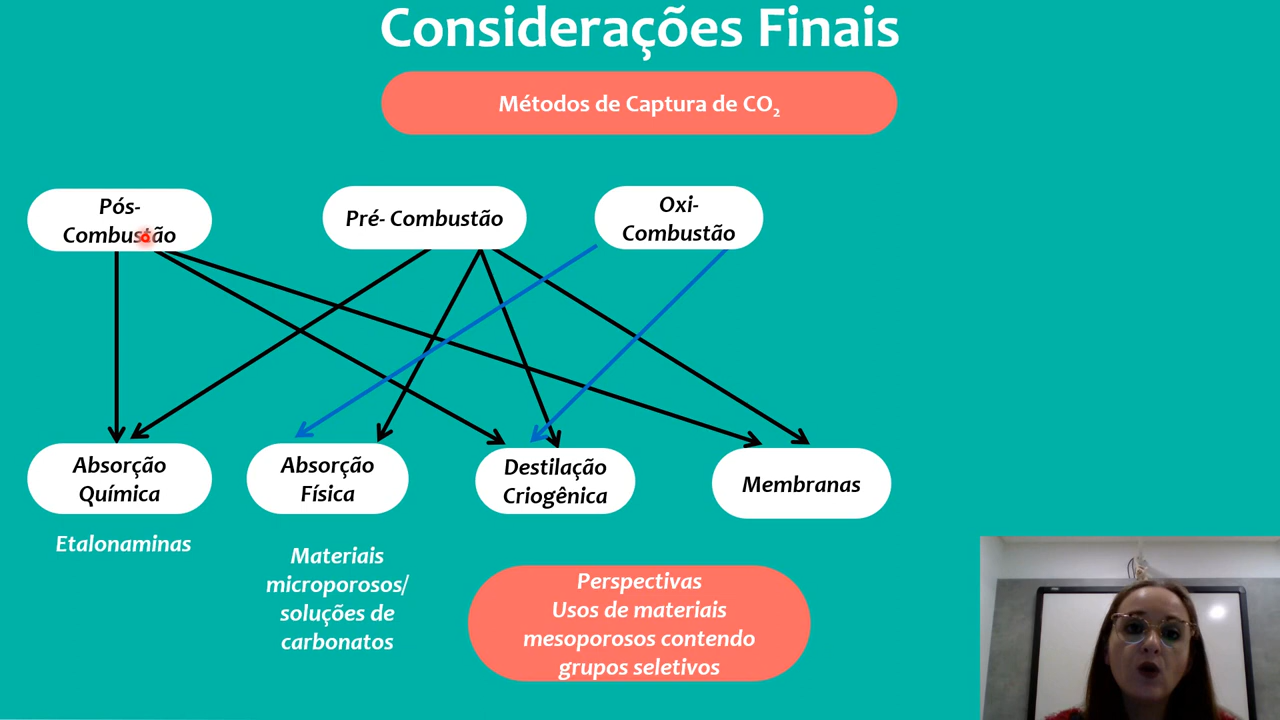 Considerações Finais
Métodos de Captura de CO₂
Pós-
Combustão
Pré- Combustão
Oxi-
Combustão
Absorção
Química
Absorção
Física
Destilação
Criogênica
Membranas
Etalonaminas
Materiais
microporosos/
soluções de
carbonatos
Perspectivas
Usos de materiais
mesoporosos contendo
grupos seletivos